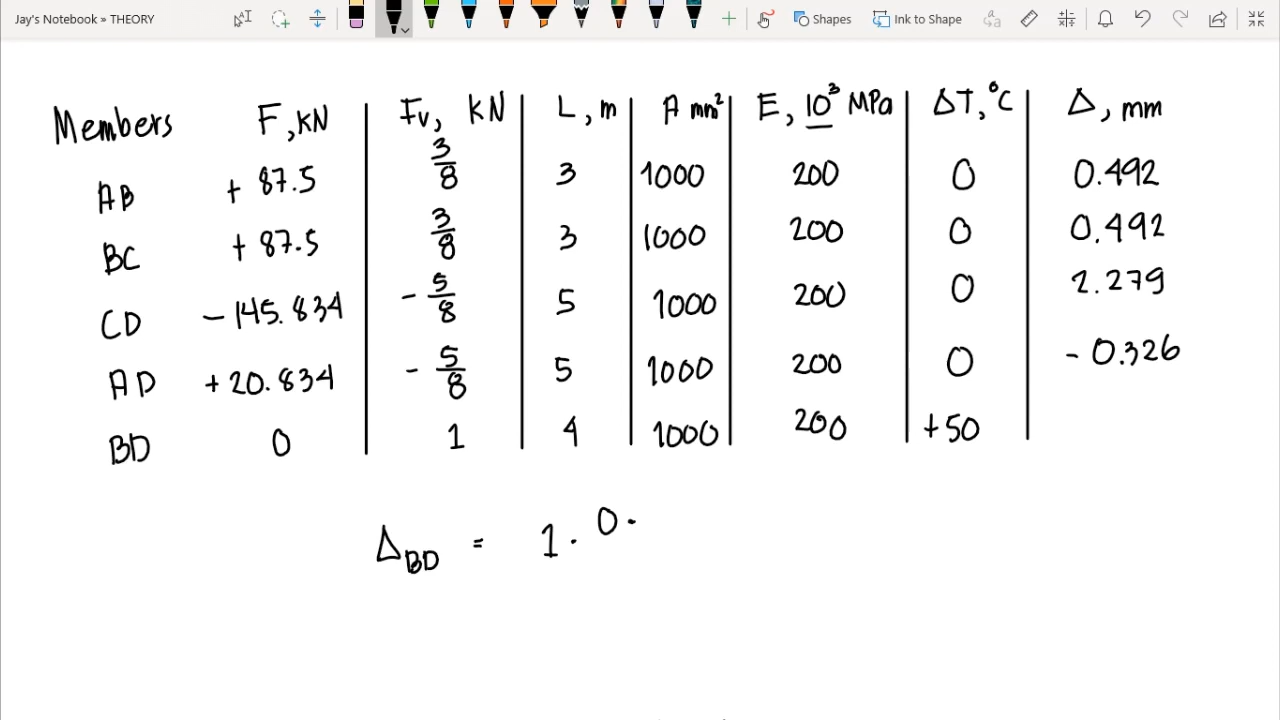 Jay's Notebook » THEORY Shapes Ink to Shape
Members F, kN Fv, kN L, m A mm² E, 10³ MPa ΔT, °C Δ, mm
AB + 87.5 3/8 3 1000 200 0 0.492
BC + 87.5 3/8 3 1000 200 0 0.492
CD - 145.834 - 5/8 5 1000 200 0 2.279
AD + 20.834 - 5/8 5 1000 200 0 - 0.326
BD 0 1 4 1000 200 +50
Δ_BD = 1 . 0.